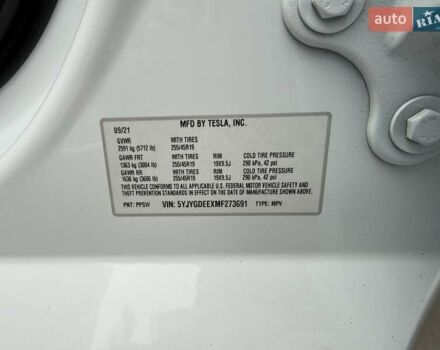 auto RIA
MFD BY TESLA, INC.
09/21
GVWR WITH TIRES
2591 kg (5712 lb) 255/45R19
GAWR FRT WITH TIRES RIM COLD TIRE PRESSURE
1363 kg (3004 lb) 255/45R19 19X9.5J 290 kPa, 42 psi
GAWR RR WITH TIRES RIM COLD TIRE PRESSURE
1636 kg (3606 lb) 255/45R19 19X9.5J 290 kPa, 42 psi
THIS VEHICLE CONFORMS TO ALL APPLICABLE U.S. FEDERAL MOTOR VEHICLE SAFETY AND
THEFT PREVENTION STANDARDS IN EFFECT ON THE DATE OF MANUFACTURE SHOWN ABOVE.
PNT: PPSW VIN: 5YJYGDEEXMF273691 TYPE: MPV